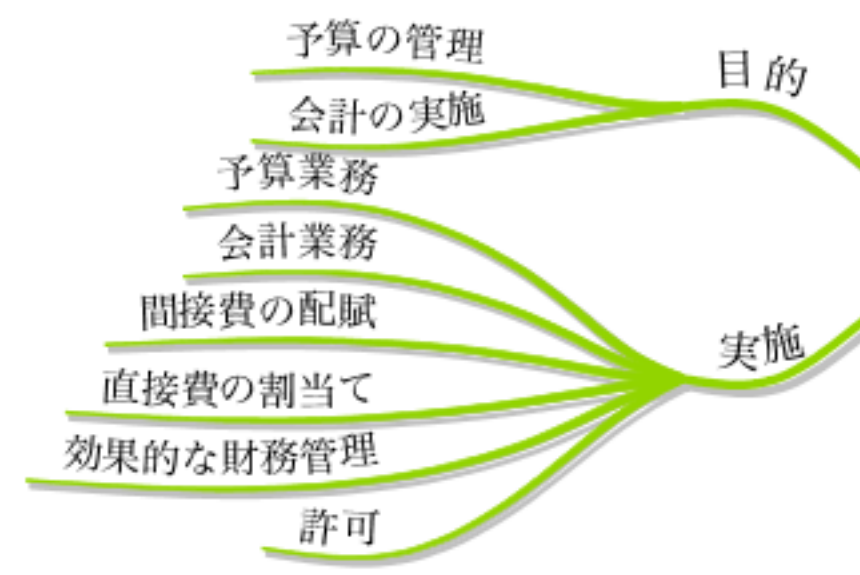 目的
予算の管理
会計の実施
実施
予算業務
会計業務
間接費の配賦
直接費の割当て
効果的な財務管理
許可